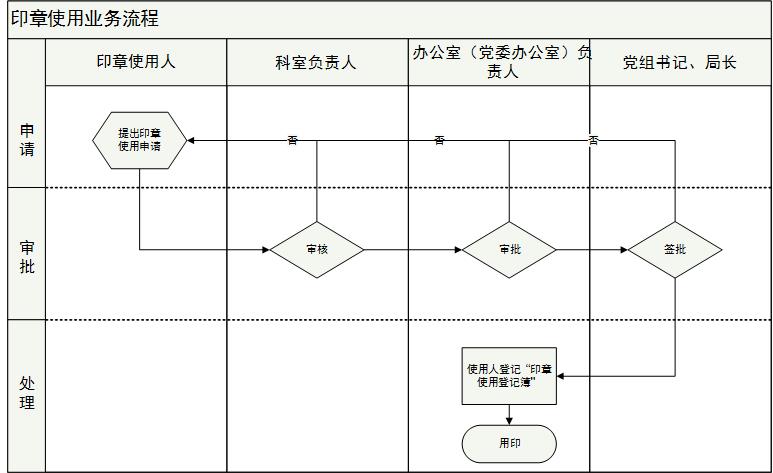 印章使用业务流程
印章使用人
科室负责人
办公室（党委办公室）负
责人
党组书记、局长
申
请
提出印章
使用申请
否
否
否
审
批
审核
审批
签批
处
理
使用人登记“印章
使用登记簿”
用印